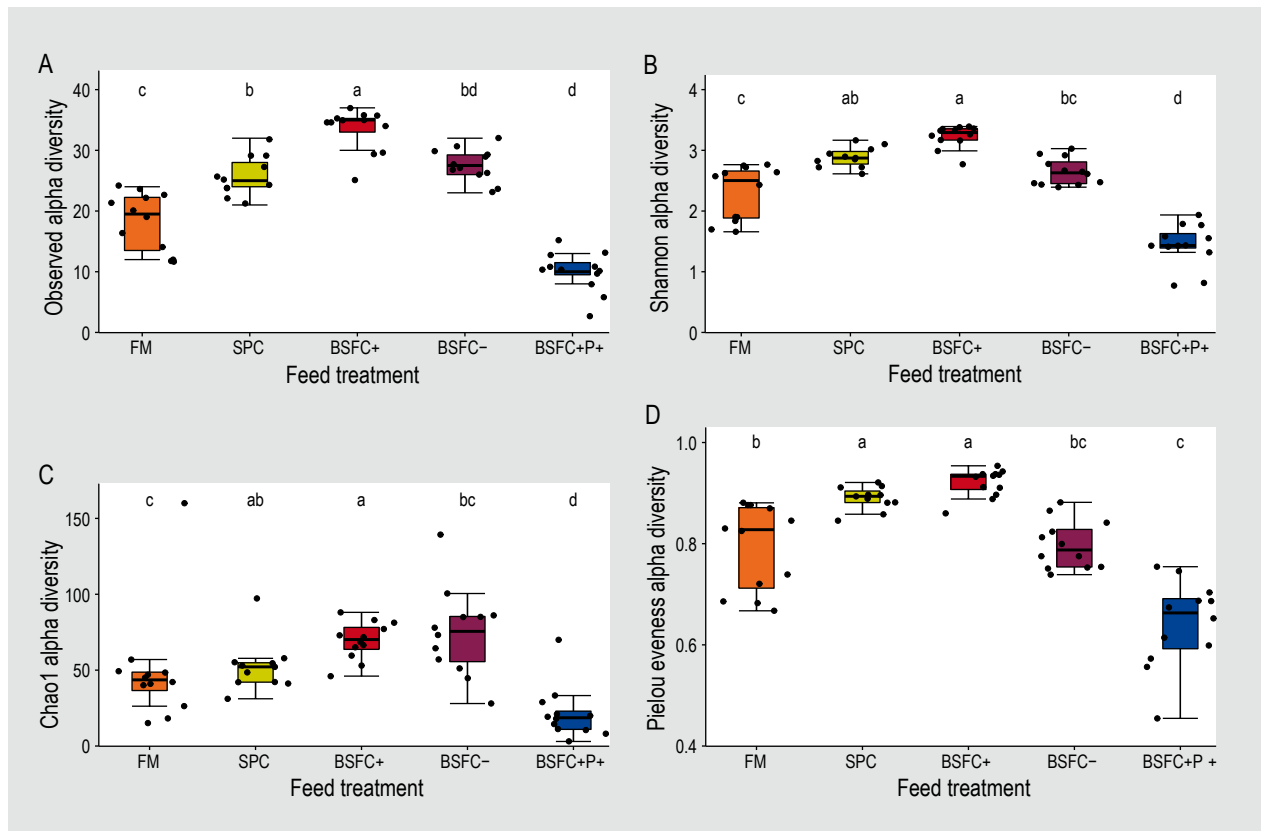 A
Observed alpha diversity
40
30
20
10
0
c b a bd d
FM SPC BSFC+ BSFC− BSFC+P+
Feed treatment
B
Shannon alpha diversity
4
3
2
1
0
c ab a bc d
FM SPC BSFC+ BSFC− BSFC+P+
Feed treatment
C
Chao1 alpha diversity
150
100
50
0
c ab a bc d
FM SPC BSFC+ BSFC− BSFC+P+
Feed treatment
D
Pielou eveness alpha diversity
1.0
0.8
0.6
0.4
b a a bc c
FM SPC BSFC+ BSFC− BSFC+P +
Feed treatment